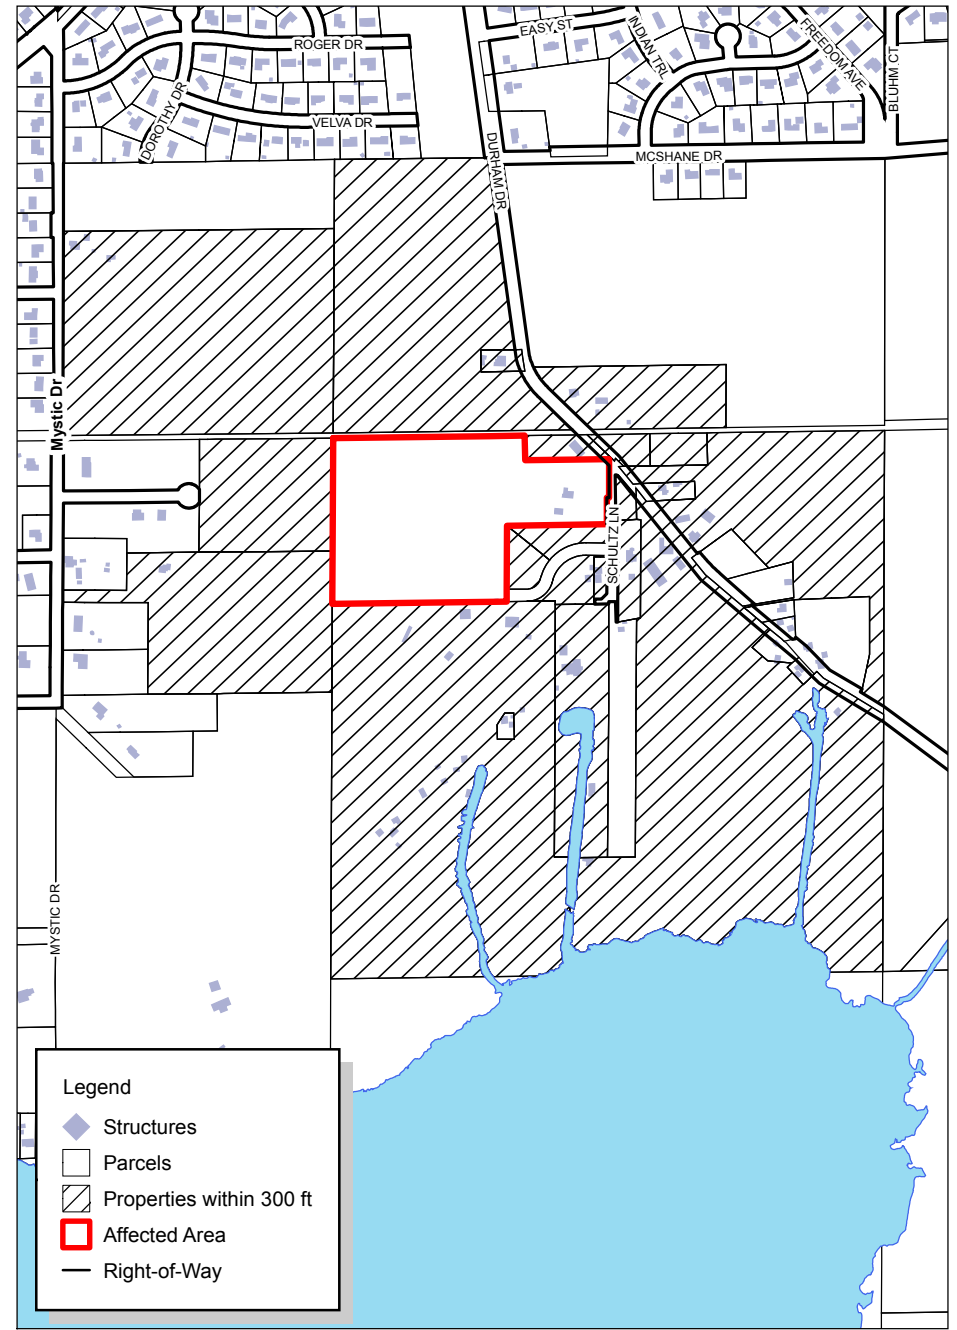 ROGER DR
EASY ST
INDIAN TRL
FREEDOM AVE
BLUHM CT
DOROTHY DR
VELVA DR
DURHAM DR
MCSHANE DR
Mystic Dr
SCHULTZ LN
MYSTIC DR
Legend
Structures
Parcels
Properties within 300 ft
Affected Area
Right-of-Way